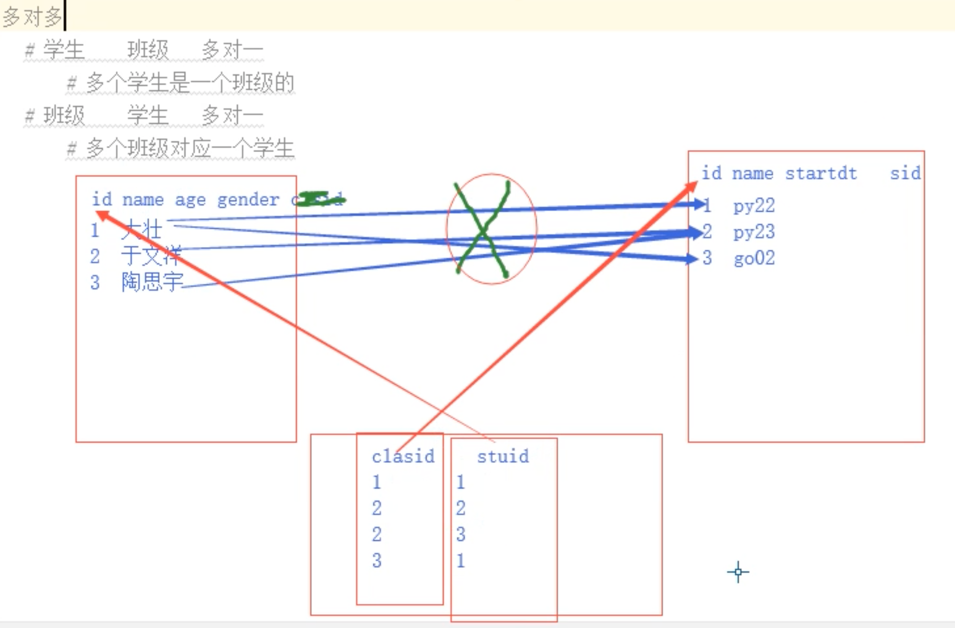 多对多
# 学生 班级 多对一
# 多个学生是一个班级的
# 班级 学生 多对一
# 多个班级对应一个学生
id name age gender
1 大壮
2 于文洋
3 陶思宇
id name startdt sid
1 py22
2 py23
3 go02
clasid stuid
1 1
2 2
2 3
3 1